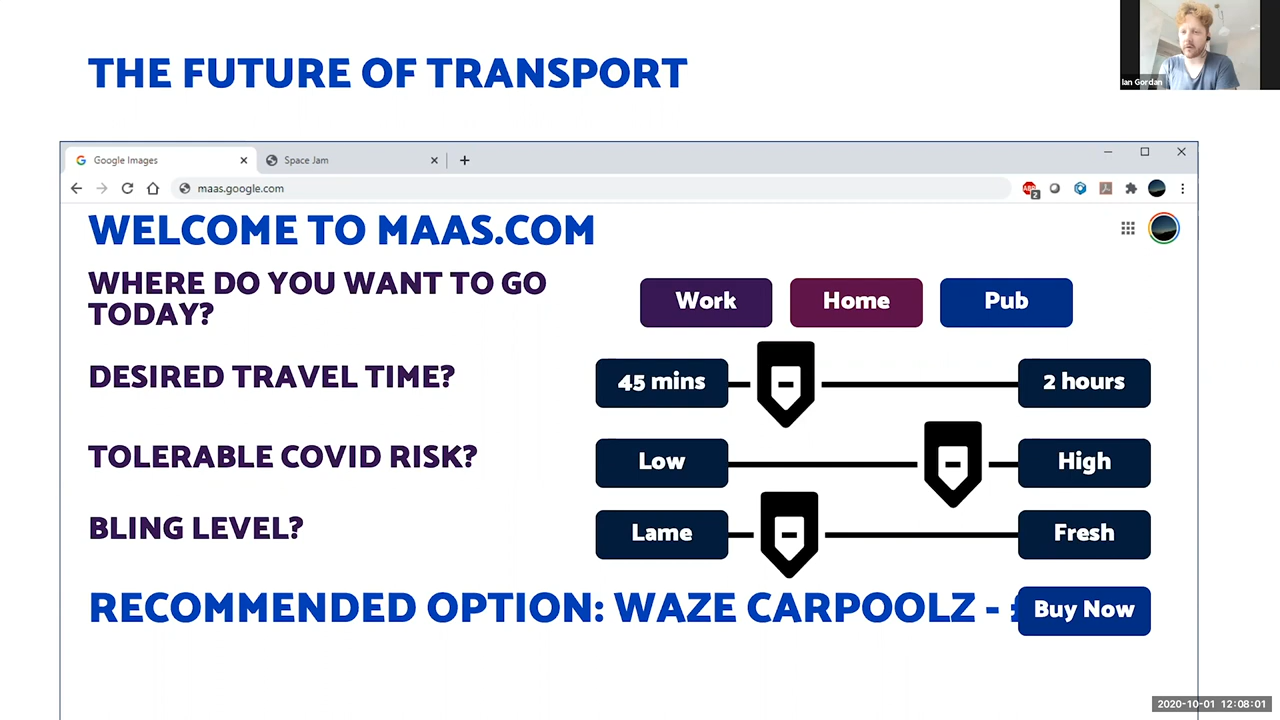 THE FUTURE OF TRANSPORT
Ian Gordan
Google Images
Space Jam
maas.google.com
ABP
2
WELCOME TO MAAS.COM
WHERE DO YOU WANT TO GO
TODAY?
Work Home Pub
DESIRED TRAVEL TIME?
45 mins 2 hours
TOLERABLE COVID RISK?
Low High
BLING LEVEL?
Lame Fresh
RECOMMENDED OPTION: WAZE CARPOOLZ -
Buy Now
2020-10-01 12:08:01